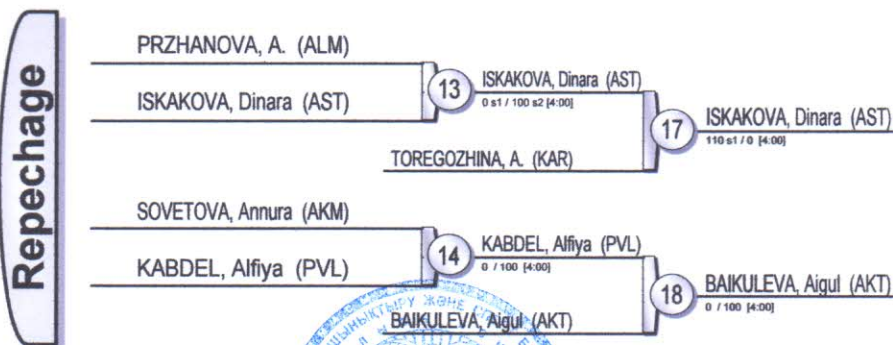 Repechage
PRZHANOVA, A. (ALM)
ISKAKOVA, Dinara (AST)
13
ISKAKOVA, Dinara (AST)
0 s1 / 100 s2 [4:00]
TOREGOZHINA, A. (KAR)
17
ISKAKOVA, Dinara (AST)
110 s1 / 0 [4:00]
SOVETOVA, Annura (AKM)
KABDEL, Alfiya (PVL)
14
KABDEL, Alfiya (PVL)
0 / 100 [4:00]
BAIKULEVA, Aigul (AKT)
18
BAIKULEVA, Aigul (AKT)
0 / 100 [4:00]
ЖӘНЕ